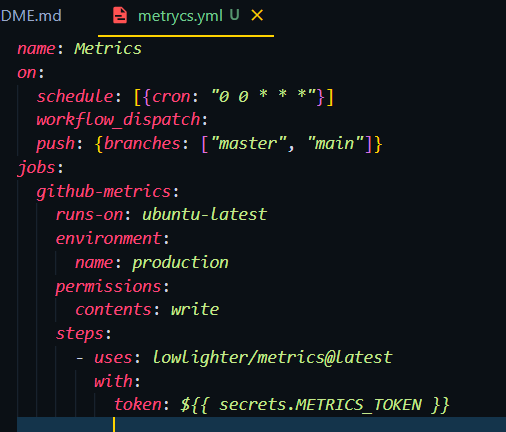 DME.md metrycs.yml U ×
name: Metrics
on:
  schedule: [{cron: "0 0 * * *"}]
  workflow_dispatch:
  push: {branches: ["master", "main"]}
jobs:
  github-metrics:
    runs-on: ubuntu-latest
    environment:
      name: production
    permissions:
      contents: write
    steps:
      - uses: lowlighter/metrics@latest
        with:
          token: ${{ secrets.METRICS_TOKEN }}